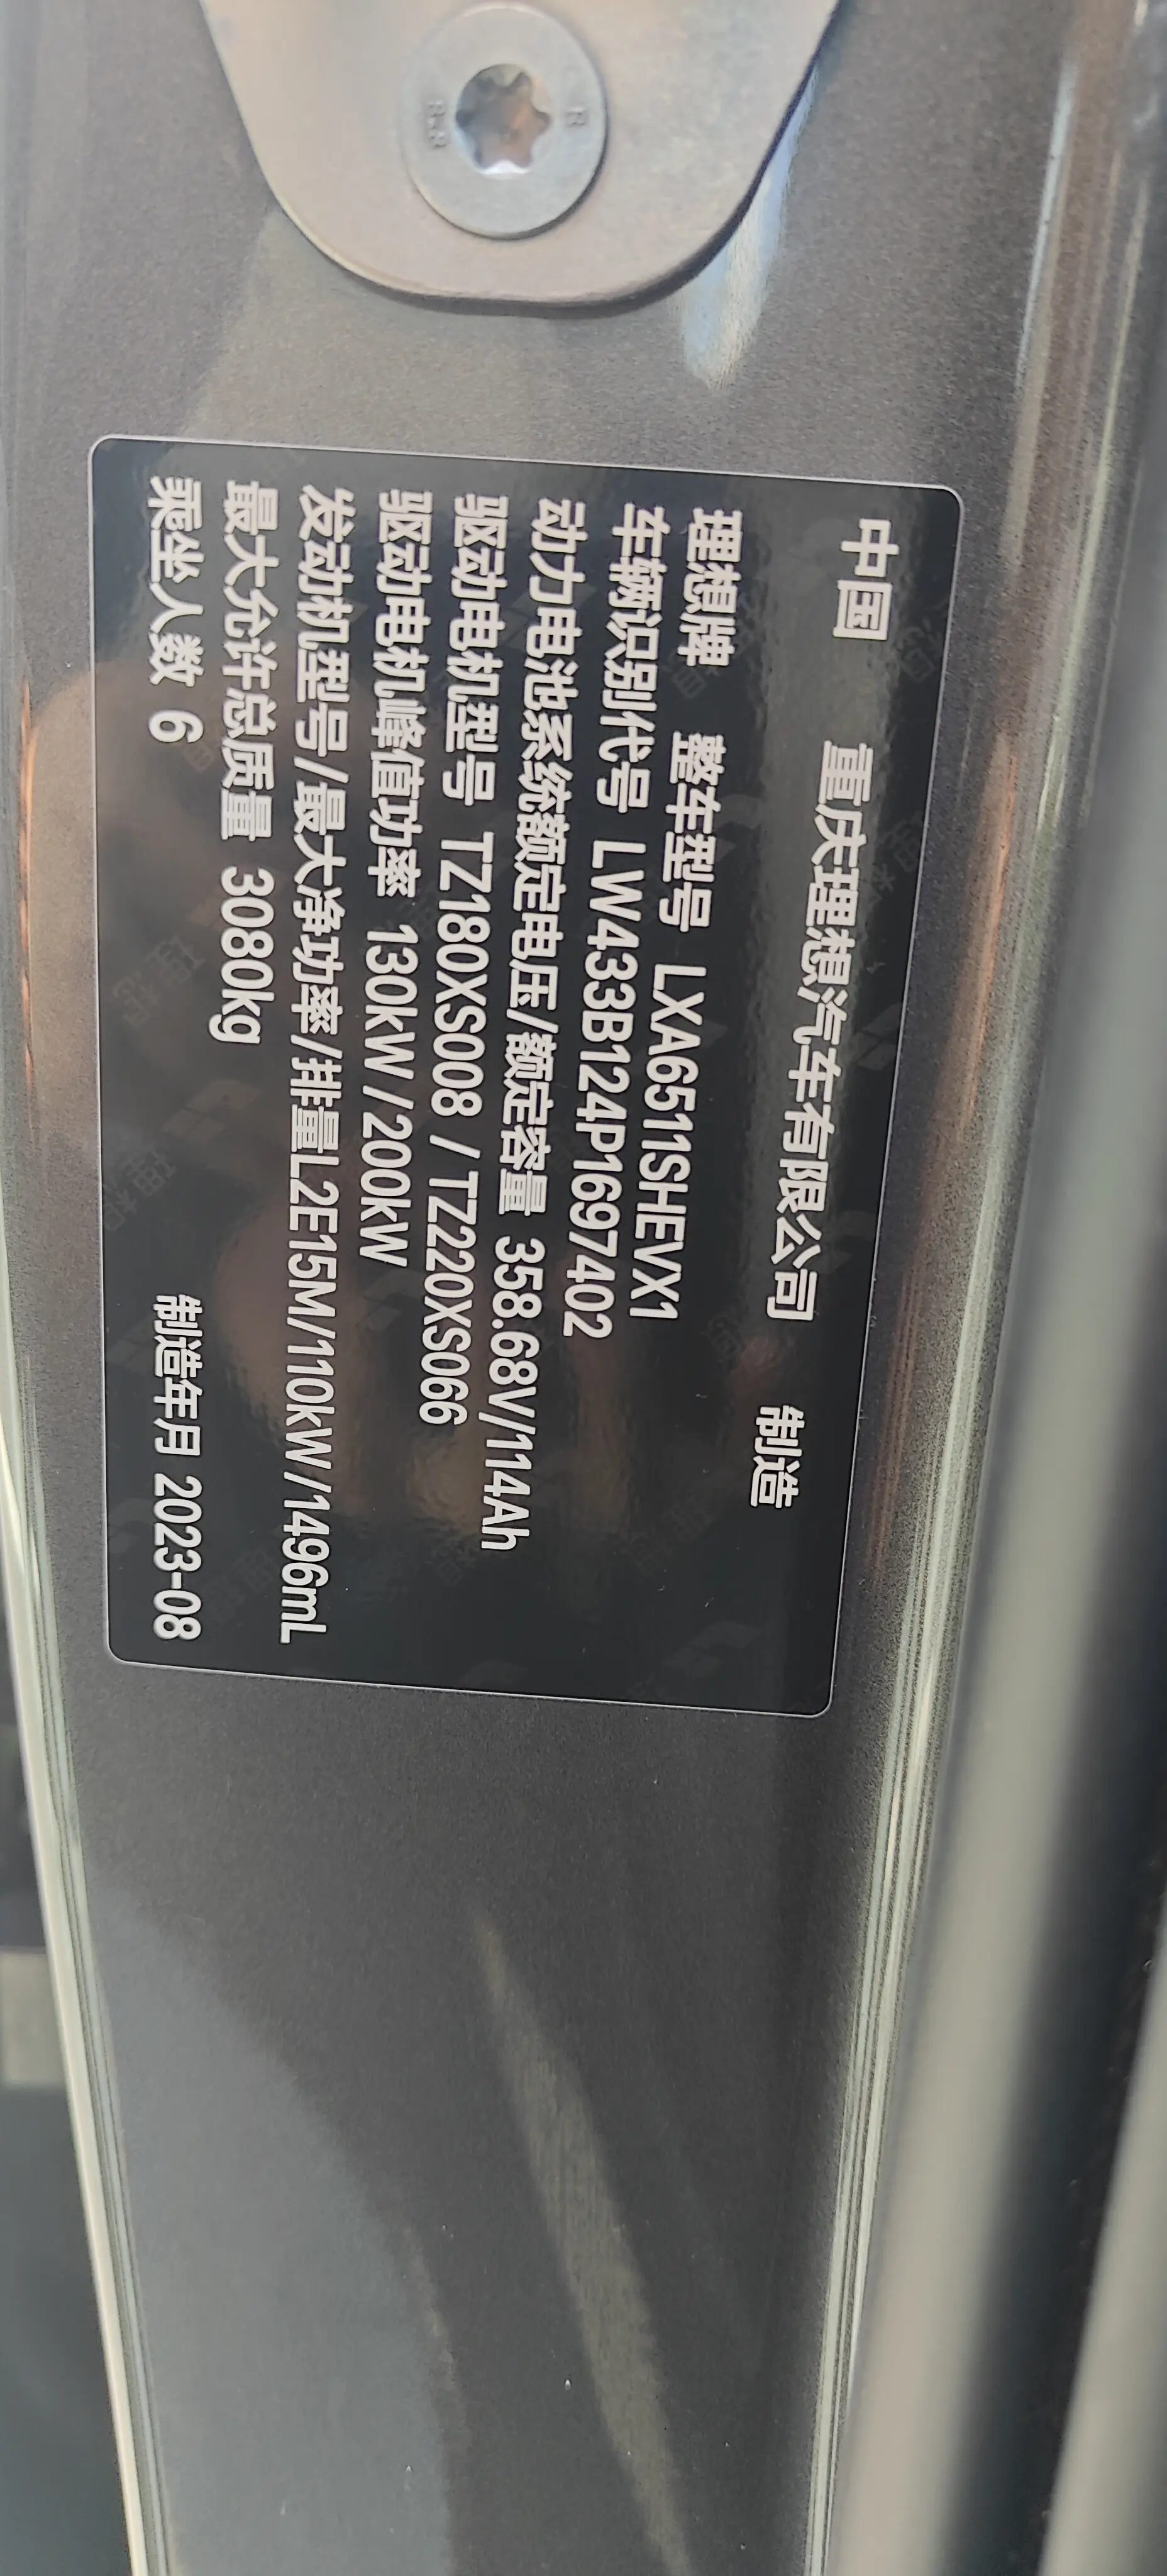 中国 重庆理想汽车有限公司 制造
理想牌 整车型号 LXA6511SHEVX1
车辆识别代号 LW433B124P1697402
动力电池系统额定电压/额定容量 358.68V/114Ah
驱动电机型号 TZ180XS008 / TZ220XS066
驱动电机峰值功率 130kW/200kW
发动机型号/最大净功率/排量L2E15M/110kW/1496mL
最大允许总质量 3080kg
乘坐人数 6 制造年月 2023-08